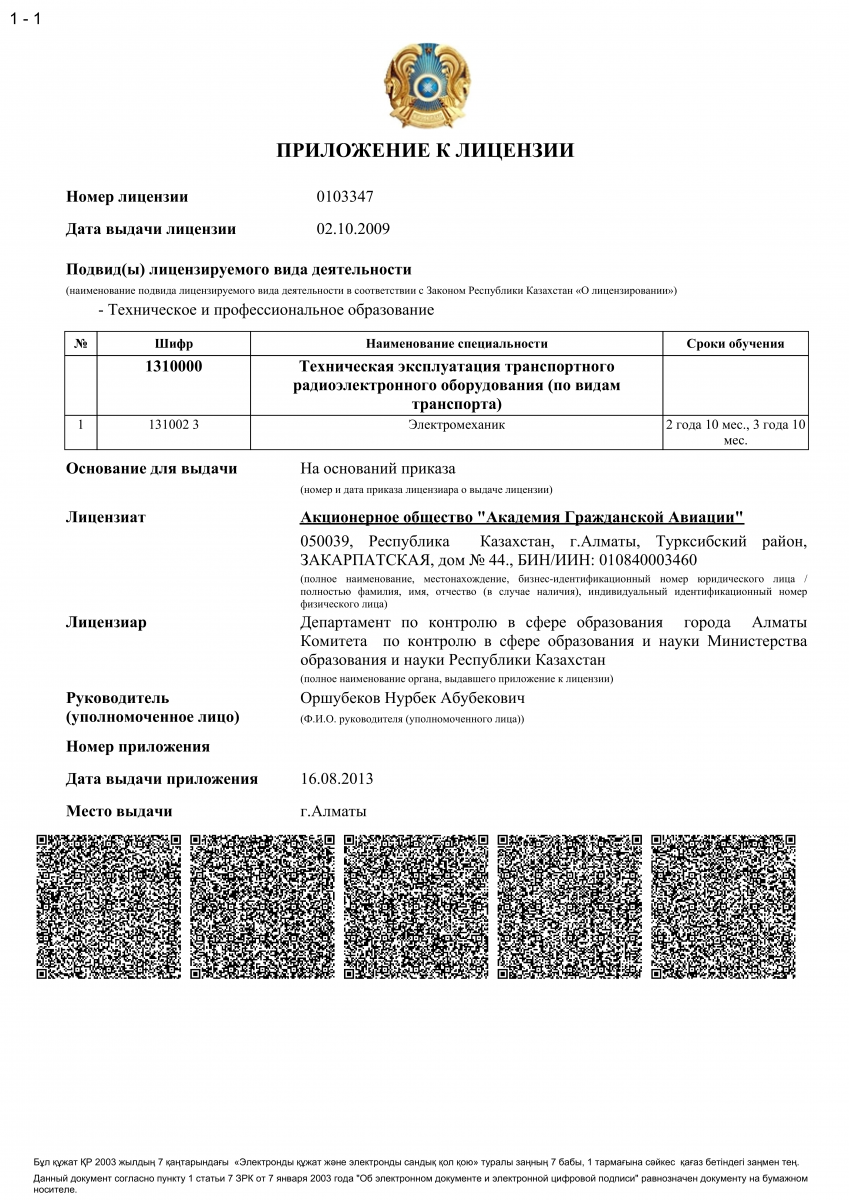 1 - 1
ПРИЛОЖЕНИЕ К ЛИЦЕНЗИИ
Номер лицензии 0103347
Дата выдачи лицензии 02.10.2009
Подвид(ы) лицензируемого вида деятельности
(наименование подвида лицензируемого вида деятельности в соответствии с Законом Республики Казахстан «О лицензировании»)
- Техническое и профессиональное образование
№ Шифр Наименование специальности Сроки обучения
1310000 Техническая эксплуатация транспортного
радиоэлектронного оборудования (по видам
транспорта)
1 131002 3 Электромеханик 2 года 10 мес., 3 года 10
мес.
Основание для выдачи На оснований приказа
(номер и дата приказа лицензиара о выдаче лицензии)
Лицензиат Акционерное общество "Академия Гражданской Авиации"
050039, Республика Казахстан, г.Алматы, Турксибский район,
ЗАКАРПАТСКАЯ, дом № 44., БИН/ИИН: 010840003460
(полное наименование, местонахождение, бизнес-идентификационный номер юридического лица /
полностью фамилия, имя, отчество (в случае наличия), индивидуальный идентификационный номер
физического лица)
Лицензиар Департамент по контролю в сфере образования города Алматы
Комитета по контролю в сфере образования и науки Министерства
образования и науки Республики Казахстан
(полное наименование органа, выдавшего приложение к лицензии)
Руководитель Оршубеков Нурбек Абубекович
(уполномоченное лицо) (Ф.И.О. руководителя (уполномоченного лица))
Номер приложения
Дата выдачи приложения 16.08.2013
Место выдачи г.Алматы
Бұл құжат ҚР 2003 жылдың 7 қаңтарындағы «Электронды құжат және электронды сандық қол қою» туралы заңның 7 бабы, 1 тармағына сәйкес қағаз бетіндегі заңмен тең.
Данный документ согласно пункту 1 статьи 7 ЗРК от 7 января 2003 года "Об электронном документе и электронной цифровой подписи" равнозначен документу на бумажном
носителе.